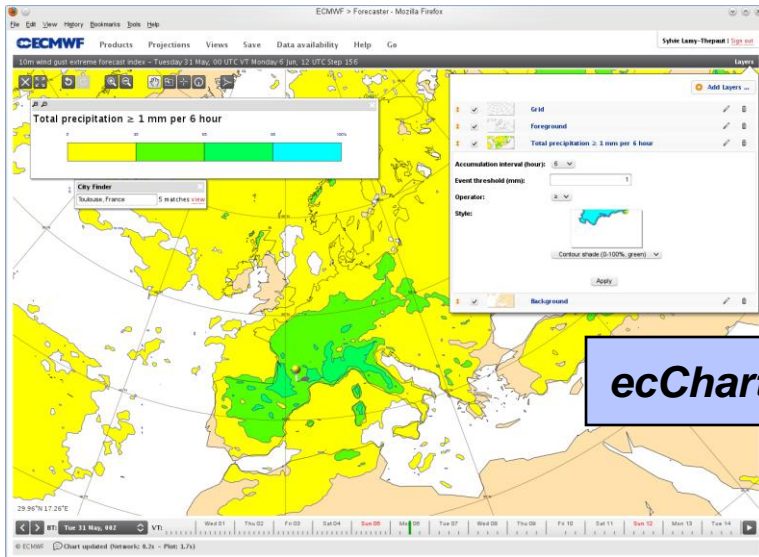 ECMWF > Forecaster - Mozilla Firefox
File Edit View History Bookmarks Tools Help
ECMWF Products Projections Views Save Data availability Help Go
Sylvie Lamy-Thepaut | Sign out
10m wind gust extreme forecast index - Tuesday 31 May, 00 UTC VT Monday 6 Jun, 12 UTC Step 156
Layers
Add Layers ...
Grid
Foreground
Total precipitation ≥ 1 mm per 6 hour
Accumulation interval (hour): 6
Event threshold (mm): 1
Operator: ≥
Style:
Contour shade (0-100%, green)
Apply
Background
Total precipitation ≥ 1 mm per 6 hour
100%
City Finder
Toulouse, France 5 matches view
ecChart
29.96°N 17.26°E
BT: Tue 31 May, 00Z VT: Wed 01 Thu 02 Fri 03 Sat 04 Sun 05 Mo 06 Tue 07 Wed 08 Thu 09 Fri 10 Sat 11 Sun 12 Mon 13 Tue 14
© ECMWF Chart updated (Network: 8.2s - Plot: 1.7s)